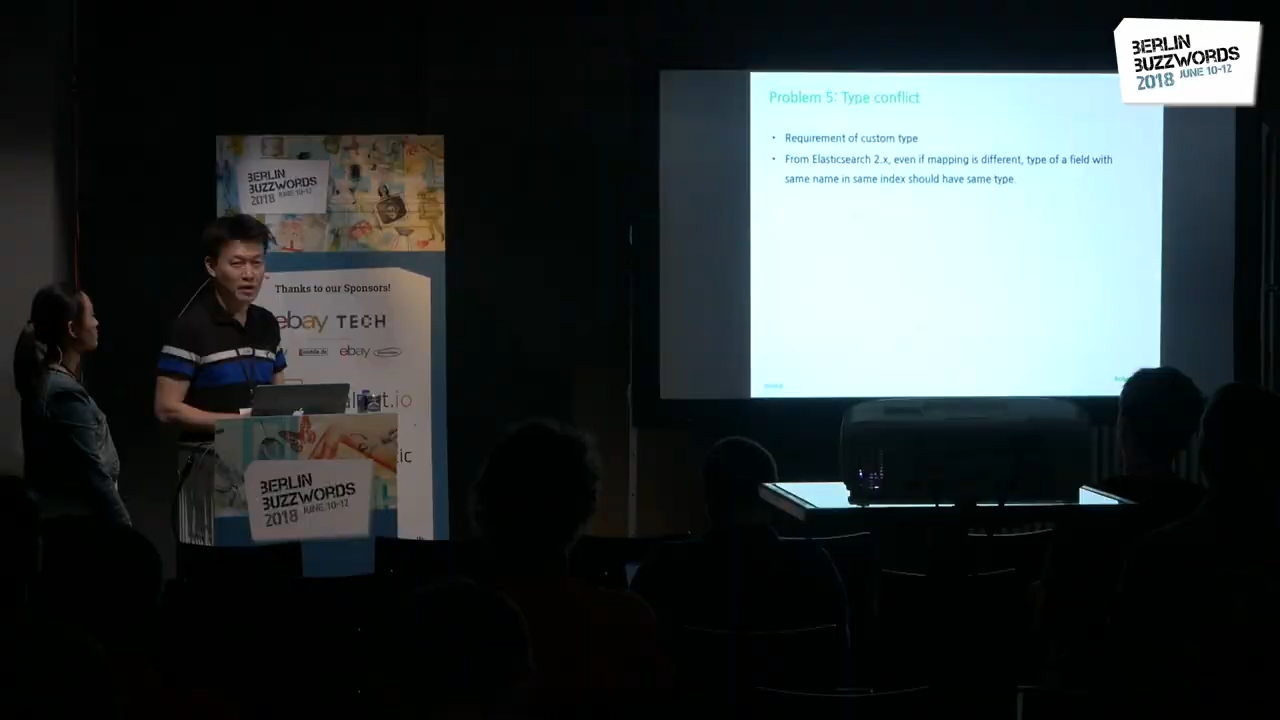 BERLIN
BUZZWORDS
2018 JUNE 10-12
Problem 5: Type conflict
• Requirement of custom type
• From Elasticsearch 2.x, even if mapping is different, type of a field with
same name in same index should have same type.
BERLIN
BUZZWORDS
2018 JUNE 10-12
Thanks to our Sponsors!
ebay TECH
ebay
.io
ic
BERLIN
BUZZWORDS
2018 JUNE 10-12